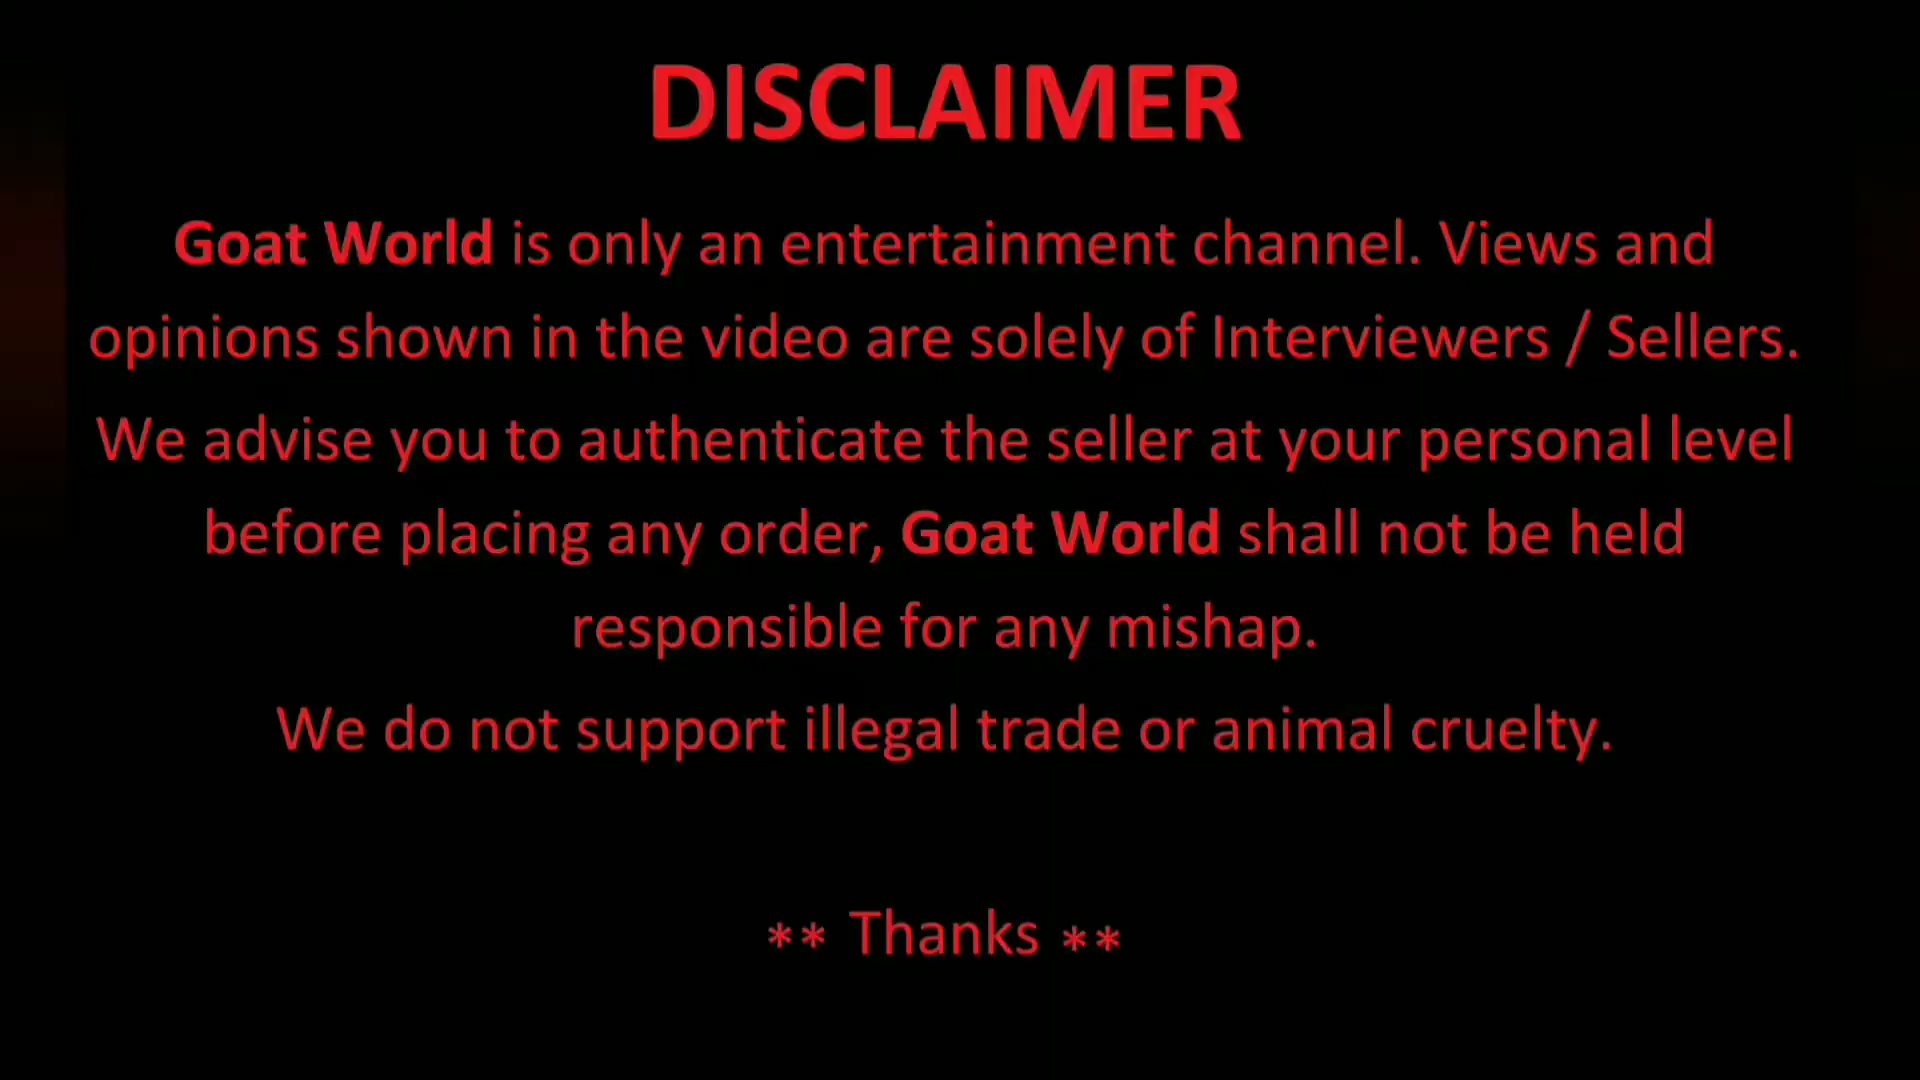 DISCLAIMER
Goat World is only an entertainment channel. Views and
opinions shown in the video are solely of Interviewers / Sellers.
We advise you to authenticate the seller at your personal level
before placing any order, Goat World shall not be held
responsible for any mishap.
We do not support illegal trade or animal cruelty.
** Thanks **